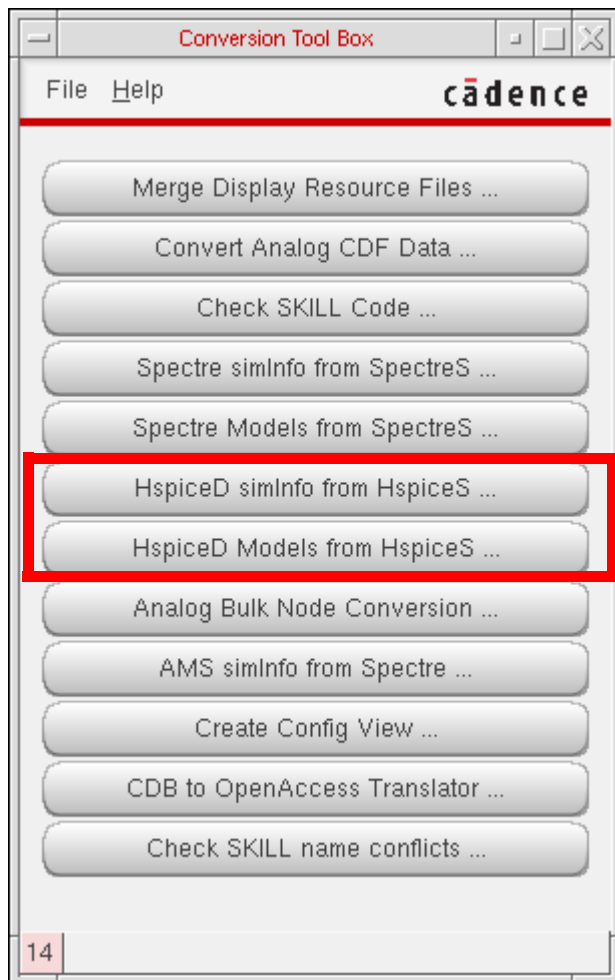 Conversion Tool Box
File Help cādence
Merge Display Resource Files ...
Convert Analog CDF Data ...
Check SKILL Code ...
Spectre simInfo from SpectreS ...
Spectre Models from SpectreS ...
HspiceD simInfo from HspiceS ...
HspiceD Models from HspiceS ...
Analog Bulk Node Conversion ...
AMS simInfo from Spectre ...
Create Config View ...
CDB to OpenAccess Translator ...
Check SKILL name conflicts ...
14